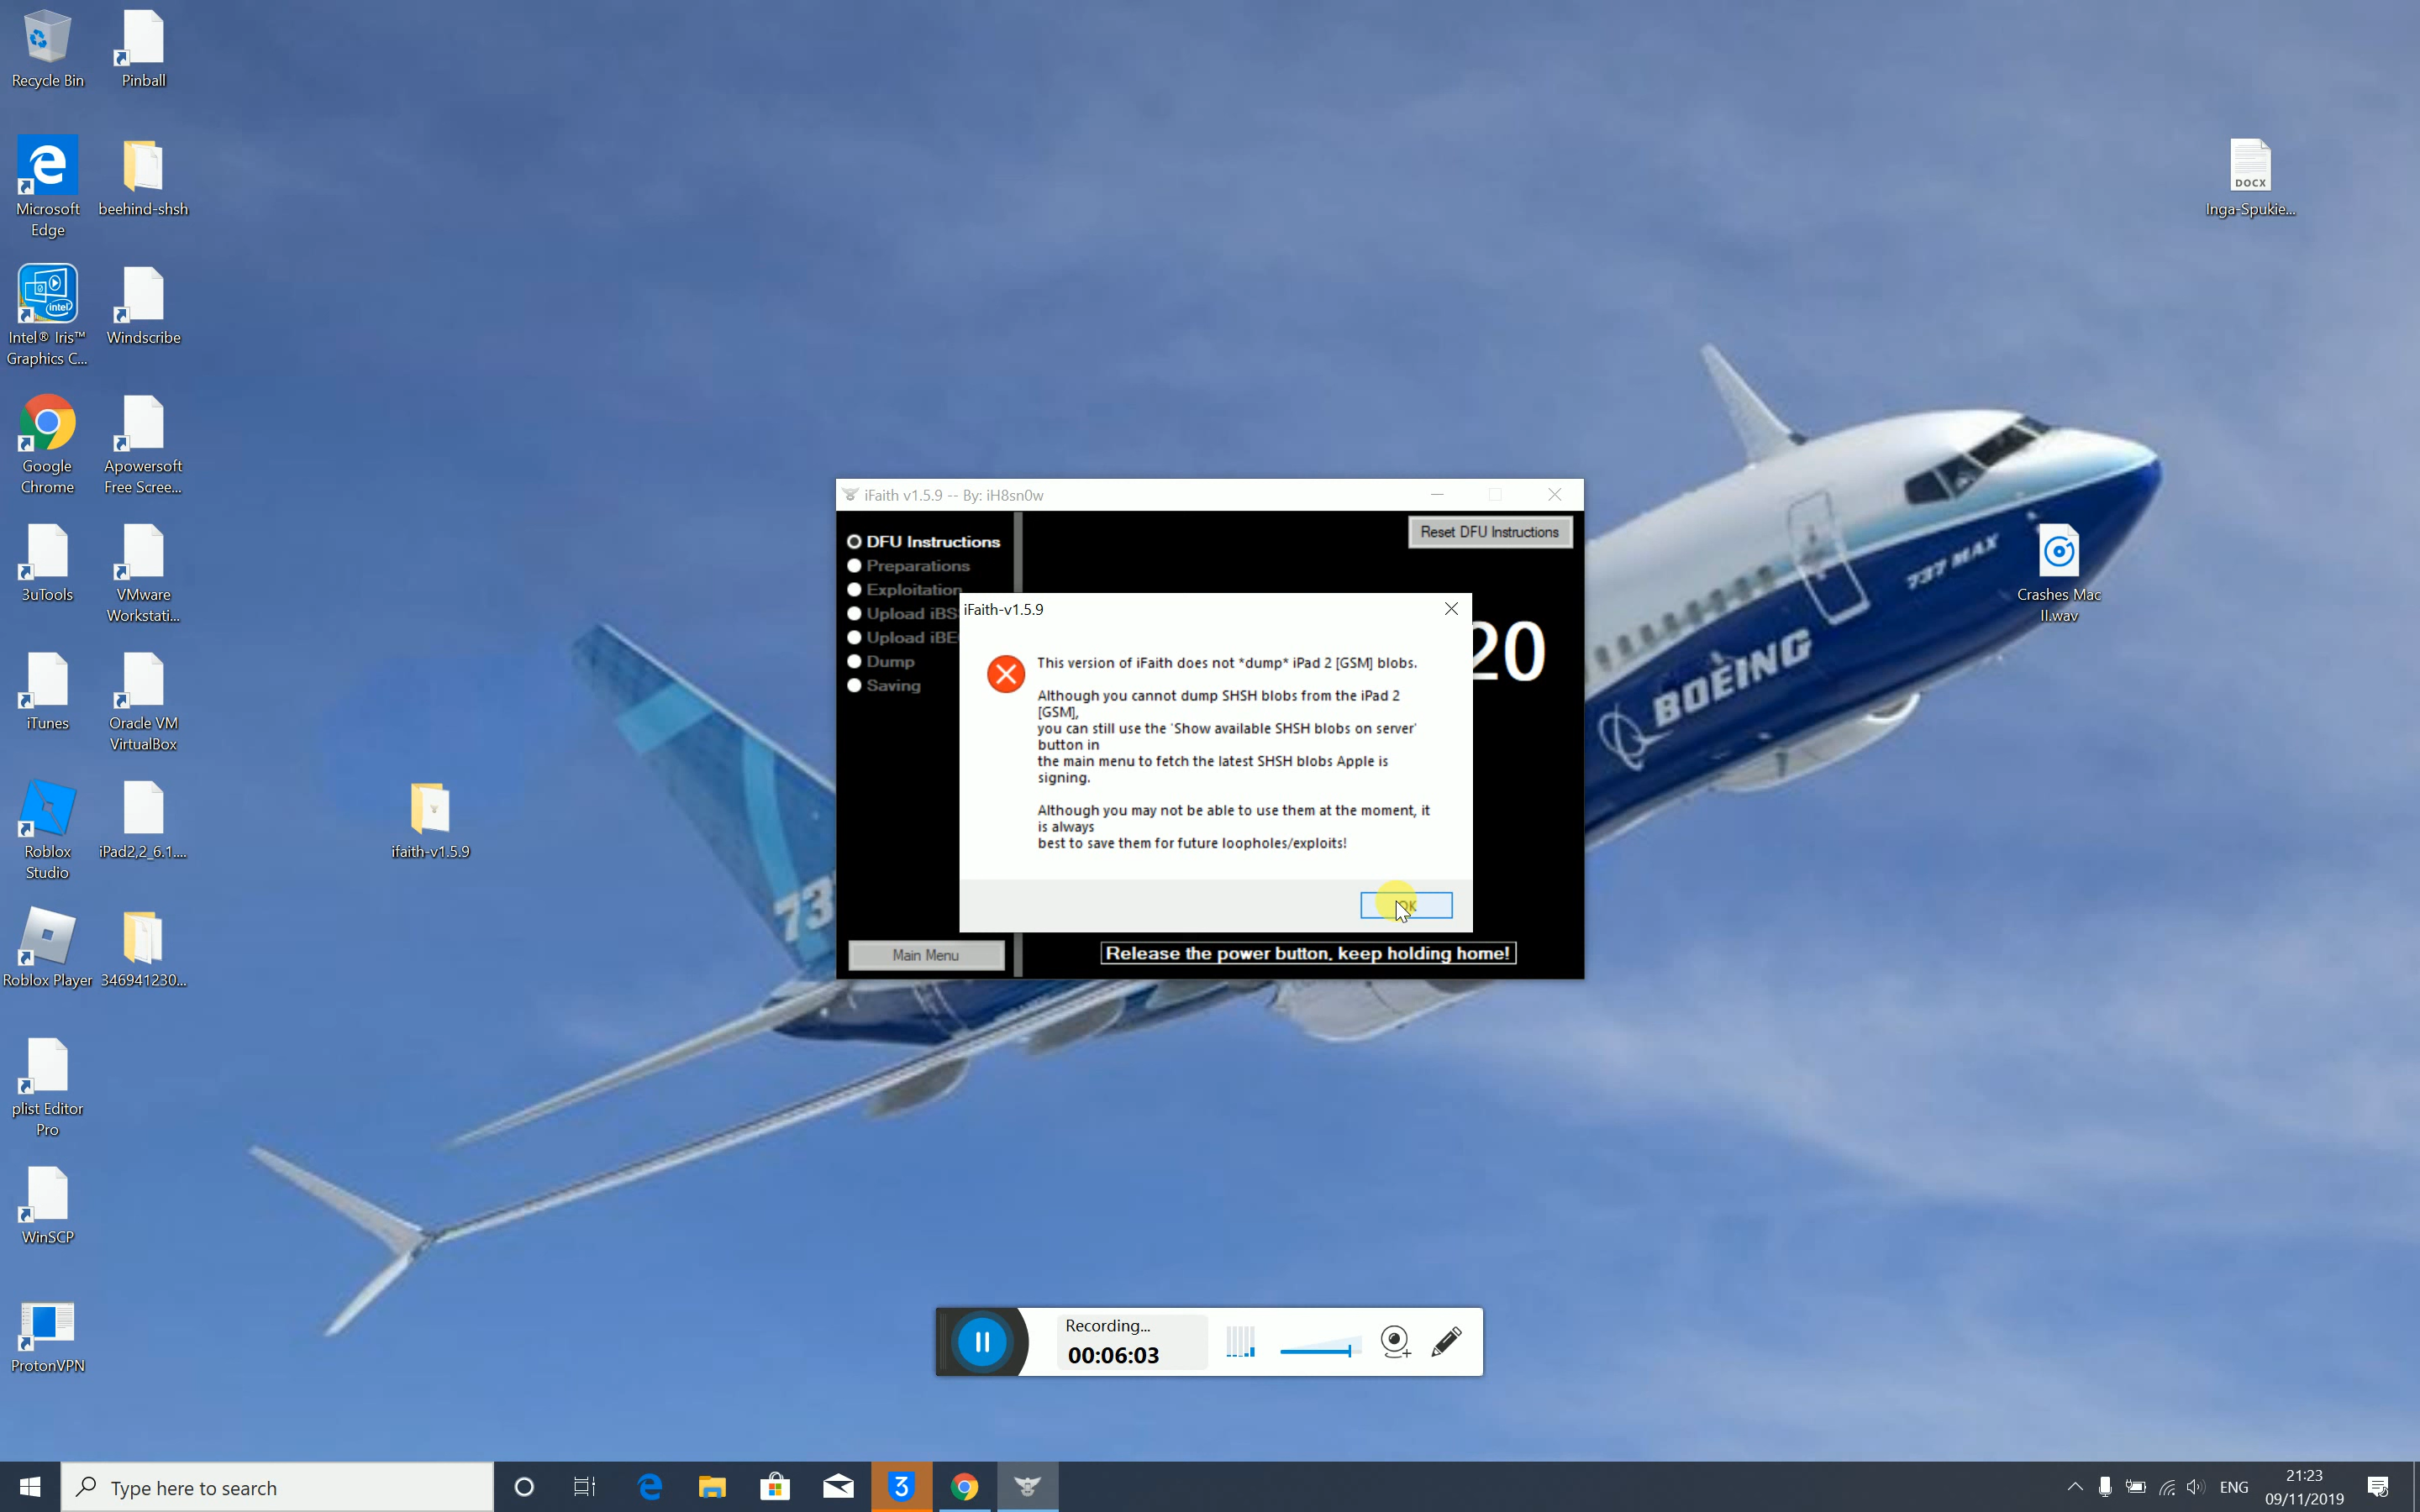 Recycle Bin
Pinball
Microsoft
Edge
beehind-shsh
Intel® Iris™
Graphics C...
intel
Windscribe
Google
Chrome
Apowersoft
Free Scree...
3uTools
VMware
Workstati...
iTunes
Oracle VM
VirtualBox
Roblox
Studio
iPad2,2_6.1....
Roblox Player
346941230...
plist Editor
Pro
WinSCP
ProtonVPN
ifaith-v1.5.9
DOCX
Inga-Spukie...
Crashes Mac
II.wav
737 MAX
BOEING
73
iFaith v1.5.9 -- By: iH8sn0w
Reset DFU Instructions
DFU Instructions
Preparations
Exploitation
Upload iBS
Upload iBE
Dump
Saving
20
Main Menu
Release the power button, keep holding home!
iFaith-v1.5.9
This version of iFaith does not *dump* iPad 2 [GSM] blobs.
Although you cannot dump SHSH blobs from the iPad 2
[GSM],
you can still use the 'Show available SHSH blobs on server'
button in
the main menu to fetch the latest SHSH blobs Apple is
signing.
Although you may not be able to use them at the moment, it
is always
best to save them for future loopholes/exploits!
OK
Recording...
00:06:03
Type here to search
3
ENG
21:23
09/11/2019